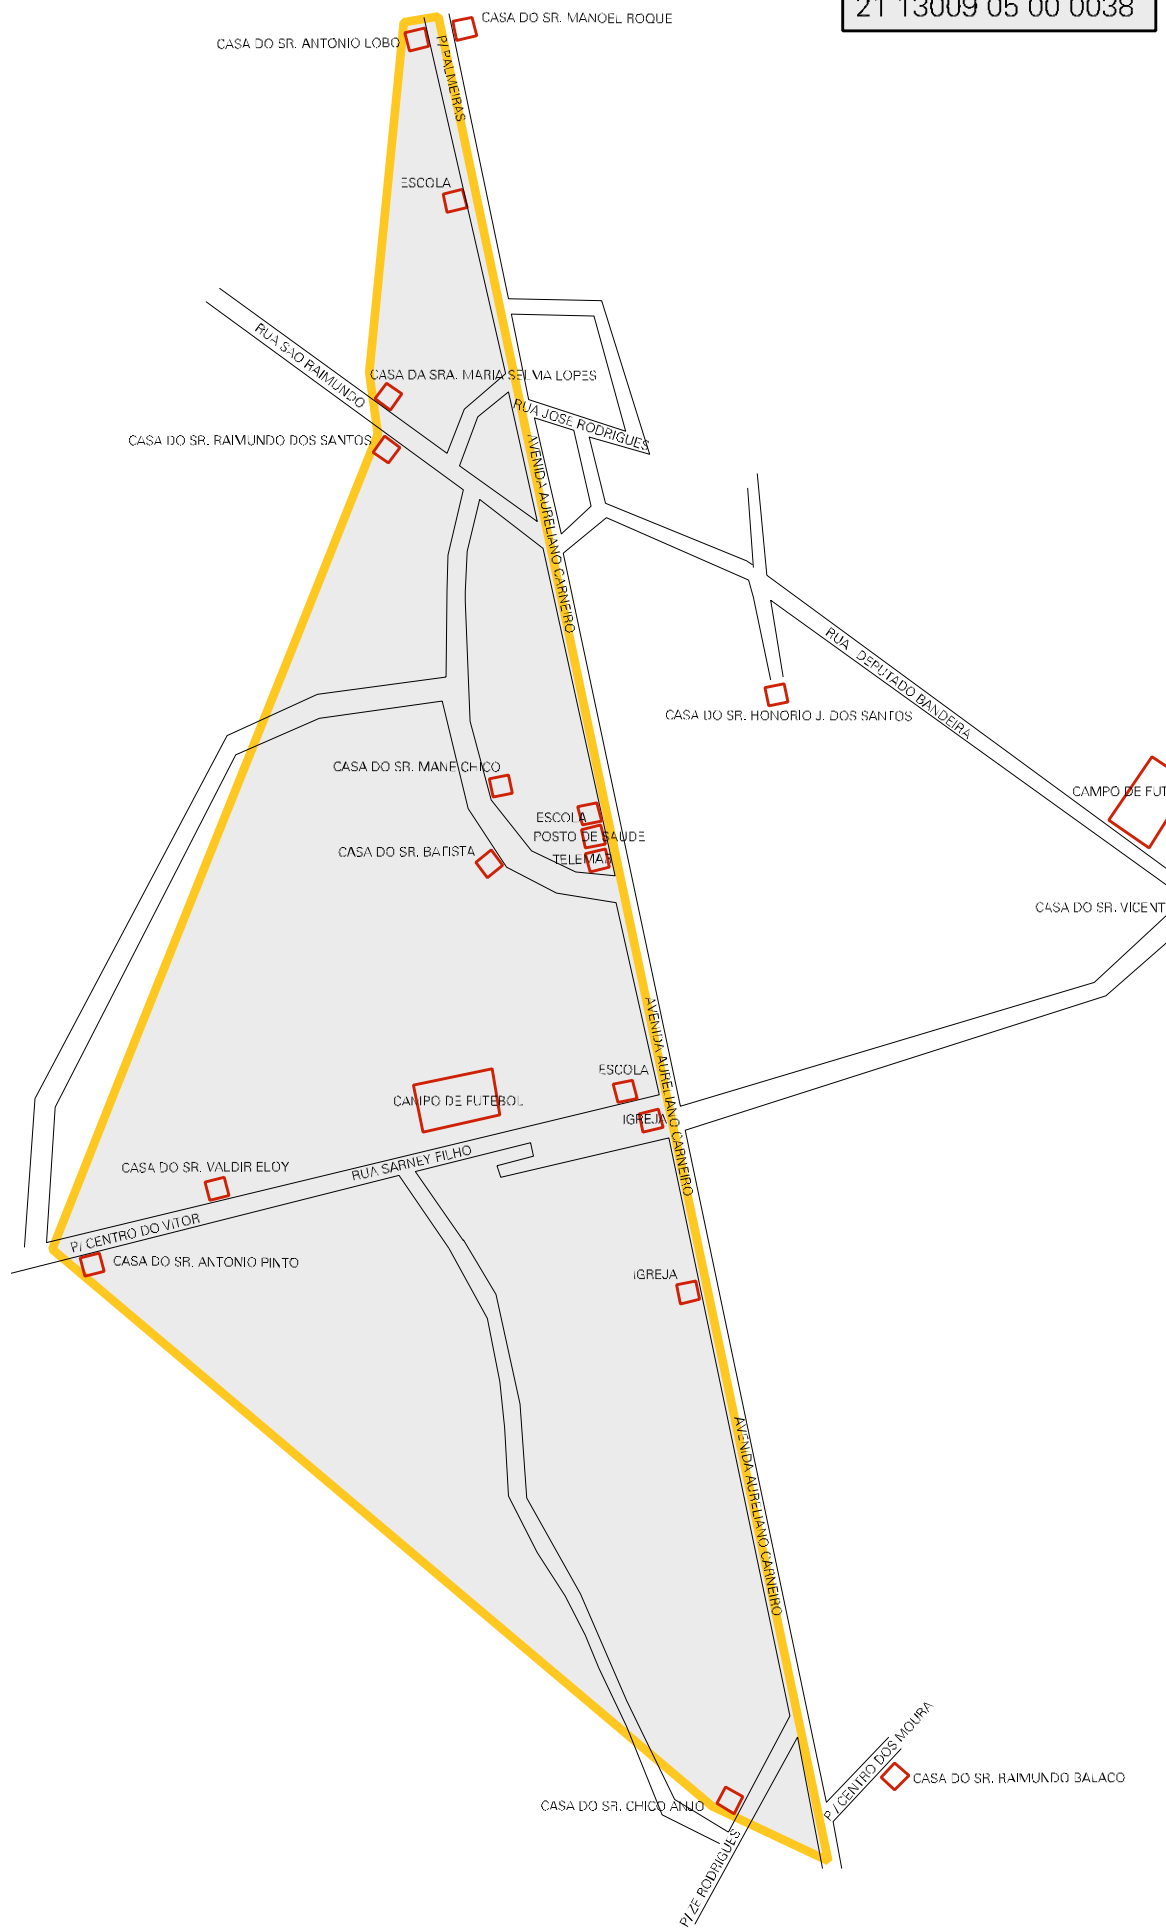 21 13009 05 00 0038
CASA DO SR. MANOEL ROQUE
CASA DO SR. ANTONIO LOBO
P/ PALMEIRAS
ESCOLA
RUA SAO RAIMUNDO
CASA DA SRA. MARIA SELMA LOPES
RUA JOSE RODRIGUES
CASA DO SR. RAIMUNDO DOS SANTOS
AVENIDA AURELIANO CARNEIRO
RUA DEPUTADO BANDEIRA
CASA DO SR. HONORIO J. DOS SANTOS
CASA DO SR. MANE CHICO
CAMPO DE FUT
ESCOLA
POSTO DE SAUDE
CASA DO SR. BATISTA
TELEMAR
CASA DO SR. VICENT
AVENIDA AURELIANO CARNEIRO
ESCOLA
CAMPO DE FUTEBOL
IGREJA
RUA SARNEY FILHO
CASA DO SR. VALDIR ELOY
P/ CENTRO DO VITOR
CASA DO SR. ANTONIO PINTO
IGREJA
AVENIDA AURELIANO CARNEIRO
P/ CENTRO DOS MOURA
CASA DO SR. RAIMUNDO BALACO
CASA DO SR. CHICO ANJO
P/ ZE RODRIGUES